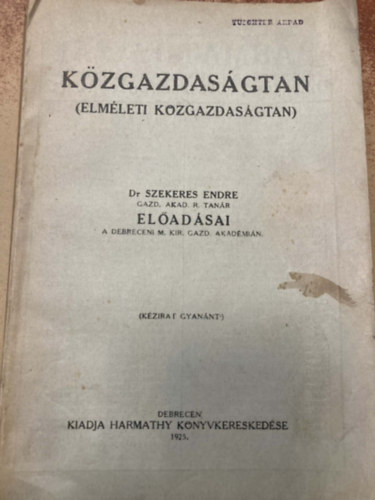 KÖZGAZDASÁGTAN
(ELMÉLETI KÖZGAZDASÁGTAN)
Dr SZEKERES ENDRE
GAZD. AKAD. R. TANÁR
ELŐADÁSAI
A DEBRECENI M. KIR. GAZD. AKADÉMIÁN.
(KÉZIRAT GYANÁNT)
DEBRECEN,
KIADJA HARMATHY KÖNYVKERESKEDÉSE
1925.